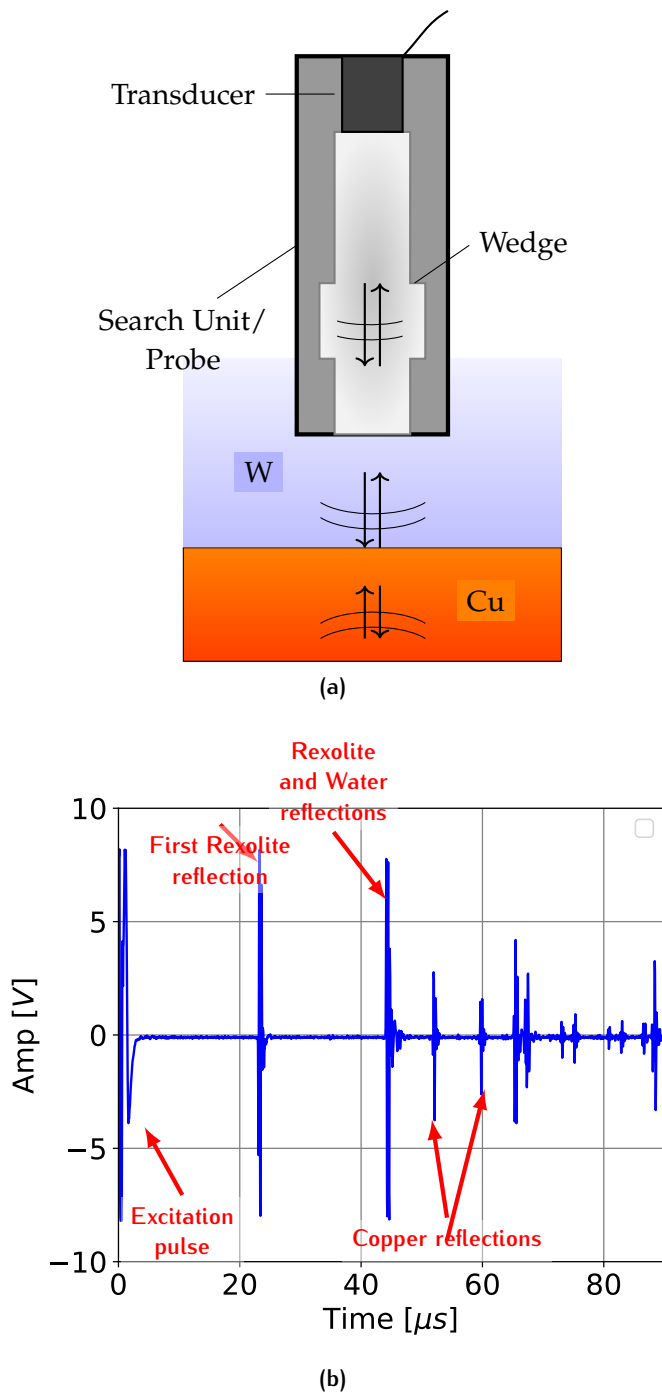 Transducer
Wedge
Search Unit/
Probe
W
Cu
(a)
Rexolite
and Water
reflections
First Rexolite
reflection
10
5
0
−5
−10
Amp [V]
Excitation
pulse
Copper reflections
0 20 40 60 80
Time [μs]
(b)